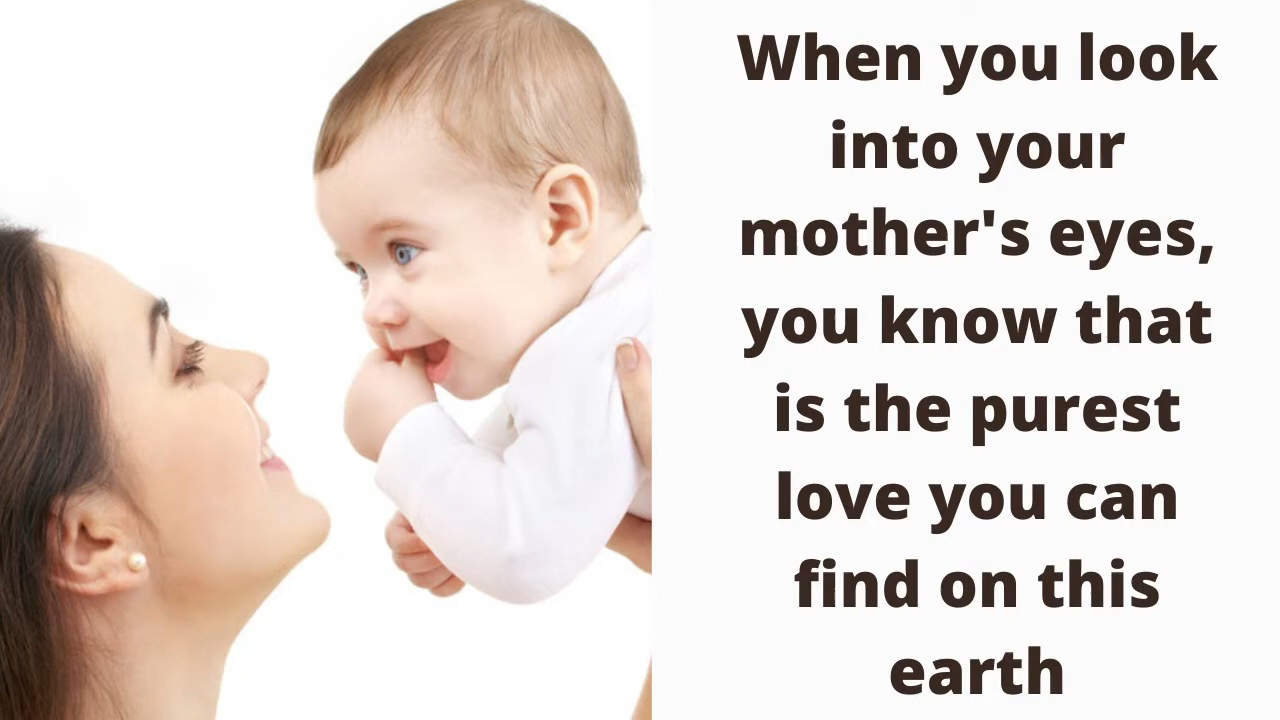 When you look
into your
mother's eyes,
you know that
is the purest
love you can
find on this
earth